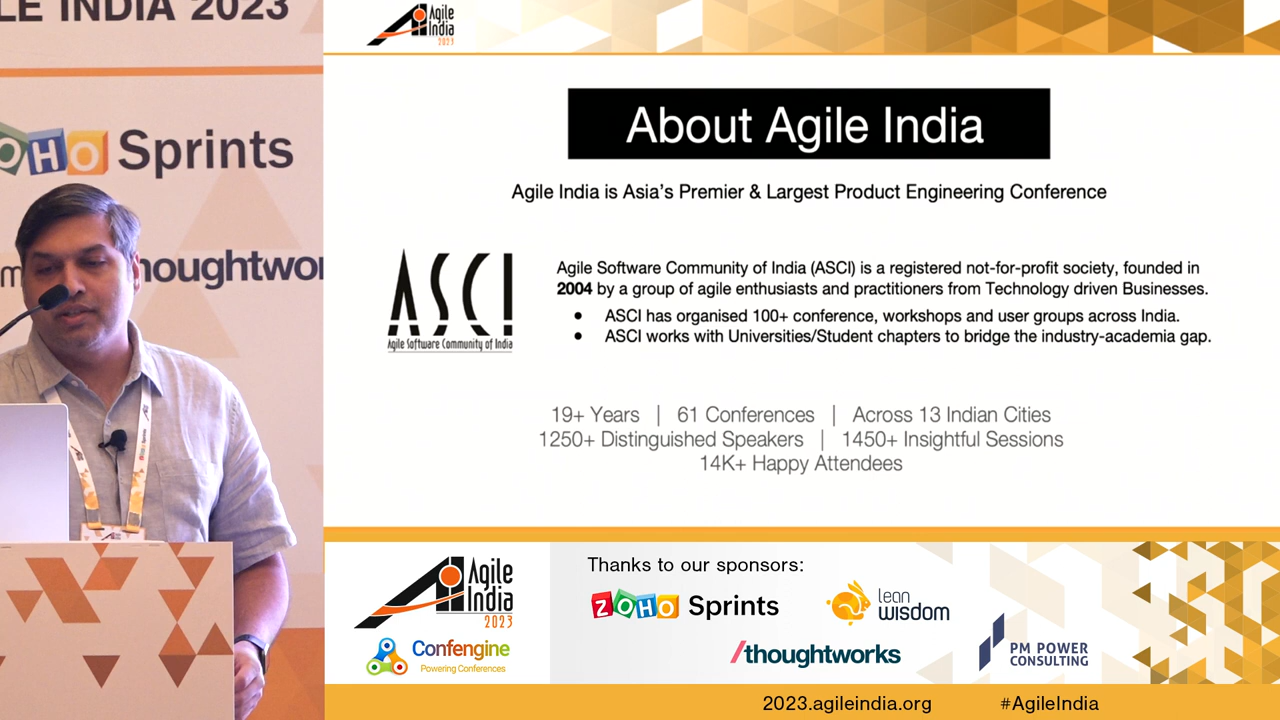 LE INDIA 2023
ZOHO Sprints
houghtwor
Agile
India
2023
About Agile India
Agile India is Asia's Premier & Largest Product Engineering Conference
ASCI
Agile Software Community of India
Agile Software Community of India (ASCI) is a registered not-for-profit society, founded in
2004 by a group of agile enthusiasts and practitioners from Technology driven Businesses.
• ASCI has organised 100+ conference, workshops and user groups across India.
• ASCI works with Universities/Student chapters to bridge the industry-academia gap.
19+ Years | 61 Conferences | Across 13 Indian Cities
1250+ Distinguished Speakers | 1450+ Insightful Sessions
14K+ Happy Attendees
Agile
India
2023
Confengine
Powering Conferences
Thanks to our sponsors:
ZOHO Sprints
lean
wisdom
/thoughtworks
PM POWER
CONSULTING
2023.agileindia.org #AgileIndia